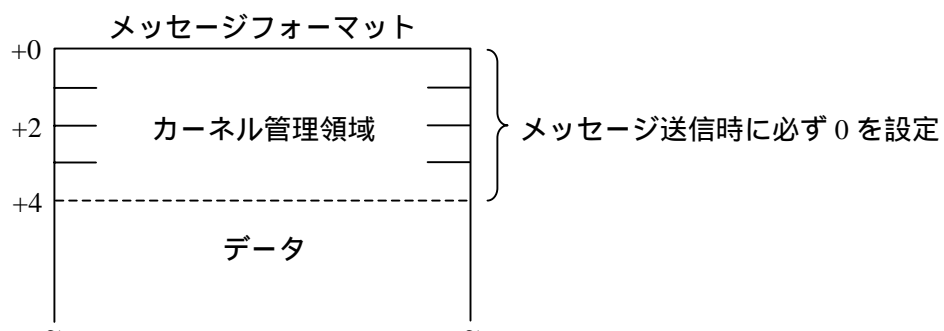 メッセージフォーマット
+0
+2
カーネル管理領域
メッセージ送信時に必ず 0 を設定
+4
データ